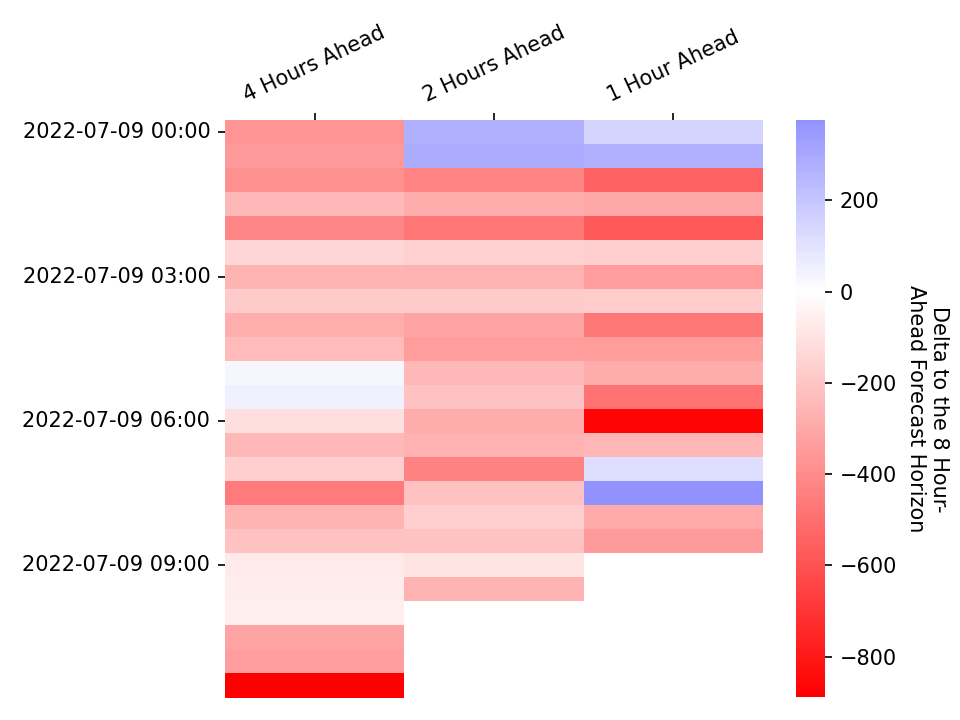 4 Hours Ahead
2 Hours Ahead
1 Hour Ahead
2022-07-09 00:00
2022-07-09 03:00
2022-07-09 06:00
2022-07-09 09:00
200
0
−200
−400
−600
−800
Delta to the 8 Hour-
Ahead Forecast Horizon